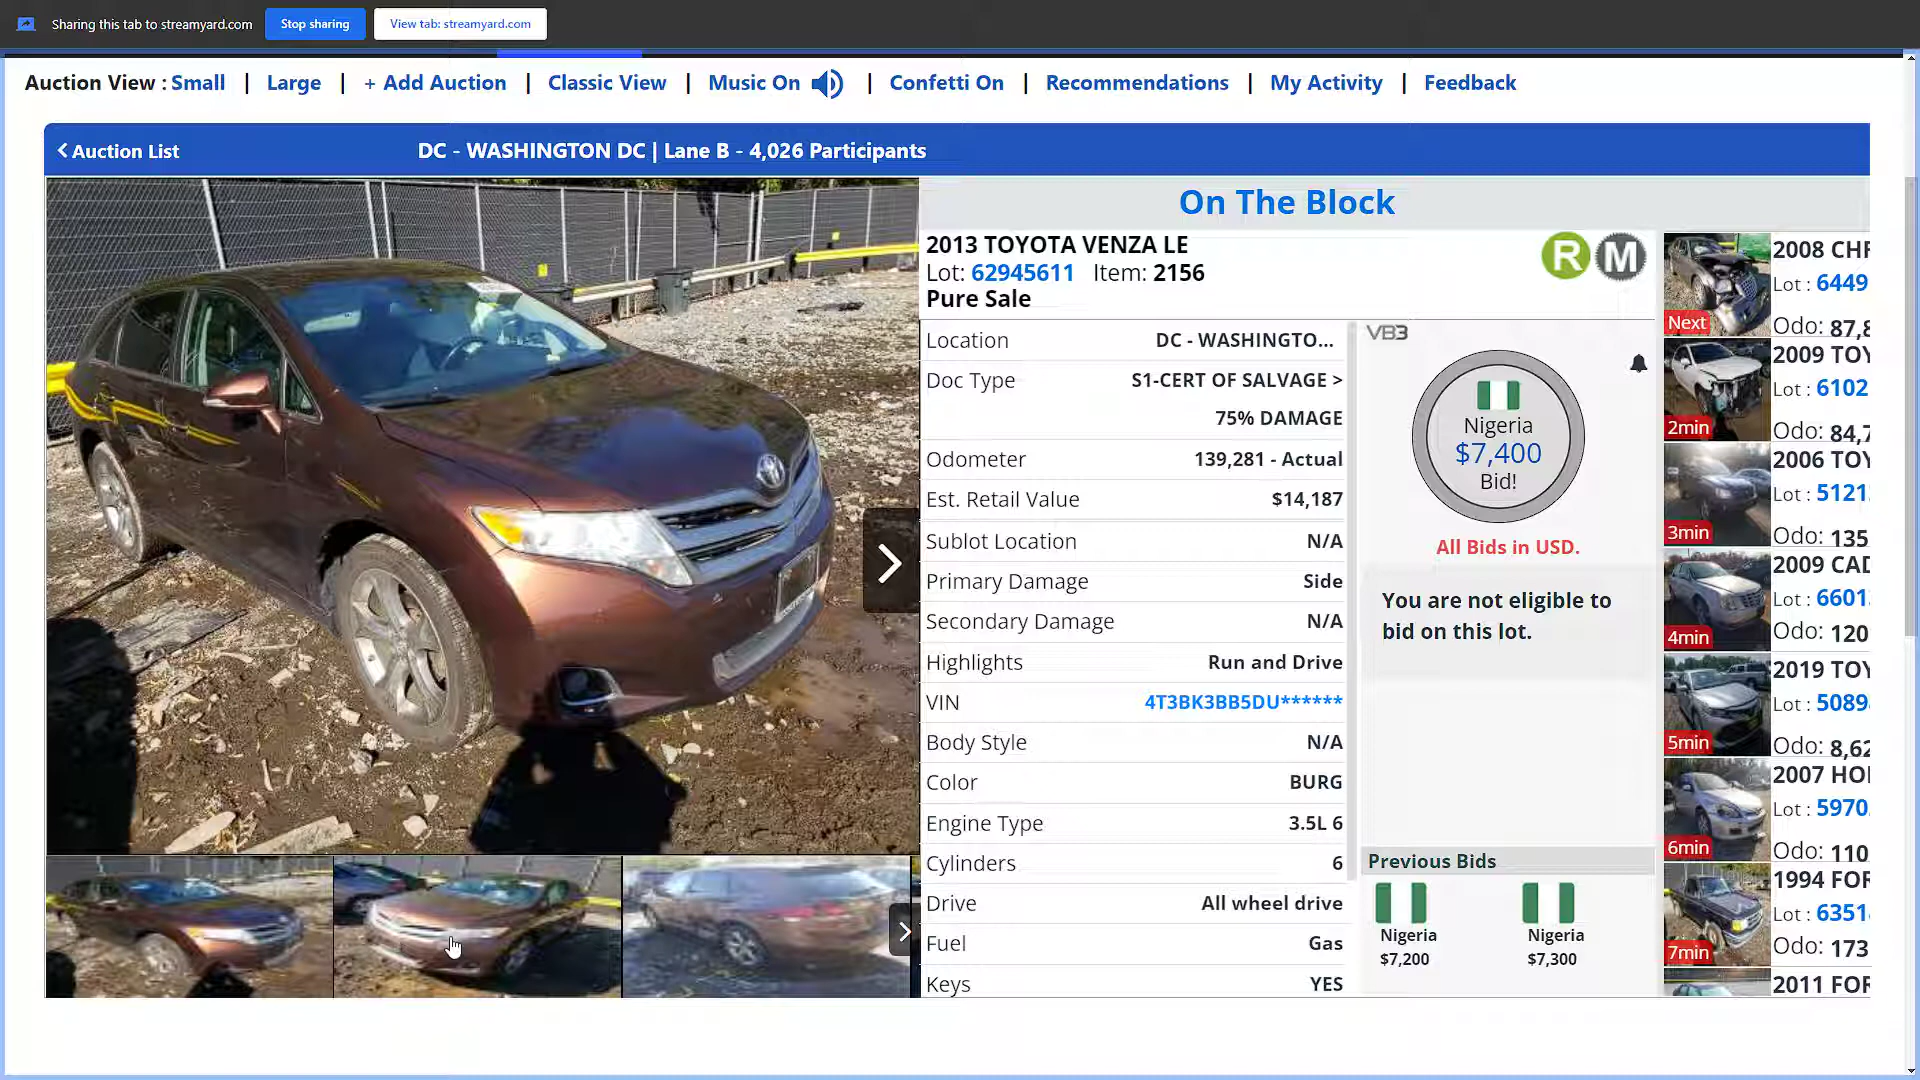 Sharing this tab to streamyard.com
Stop sharing
View tab: streamyard.com
Auction View : Small | Large | + Add Auction | Classic View | Music On | Confetti On | Recommendations | My Activity | Feedback
Auction List
DC - WASHINGTON DC | Lane B - 4,026 Participants
On The Block
2013 TOYOTA VENZA LE
Lot: 62945611 Item: 2156
Pure Sale
R M
Location DC - WASHINGTO...
Doc Type S1-CERT OF SALVAGE >
75% DAMAGE
Odometer 139,281 - Actual
Est. Retail Value $14,187
Sublot Location N/A
Primary Damage Side
Secondary Damage N/A
Highlights Run and Drive
VIN 4T3BK3BB5DU******
Body Style N/A
Color BURG
Engine Type 3.5L 6
Cylinders 6
Drive All wheel drive
Fuel Gas
Keys YES
VB3
Nigeria
$7,400
Bid!
All Bids in USD.
You are not eligible to
bid on this lot.
Previous Bids
Nigeria
$7,200
Nigeria
$7,300
2008 CHR
Lot : 6449
Odo: 87,8
Next
2009 TOY
Lot : 6102
Odo: 84,7
2min
2006 TOY
Lot : 5121
Odo: 135
3min
2009 CAD
Lot : 6601
Odo: 120
4min
2019 TOY
Lot : 5089
Odo: 8,62
5min
2007 HO
Lot : 5970
Odo: 110
6min
1994 FOR
Lot : 6351
Odo: 173
7min
2011 FOR